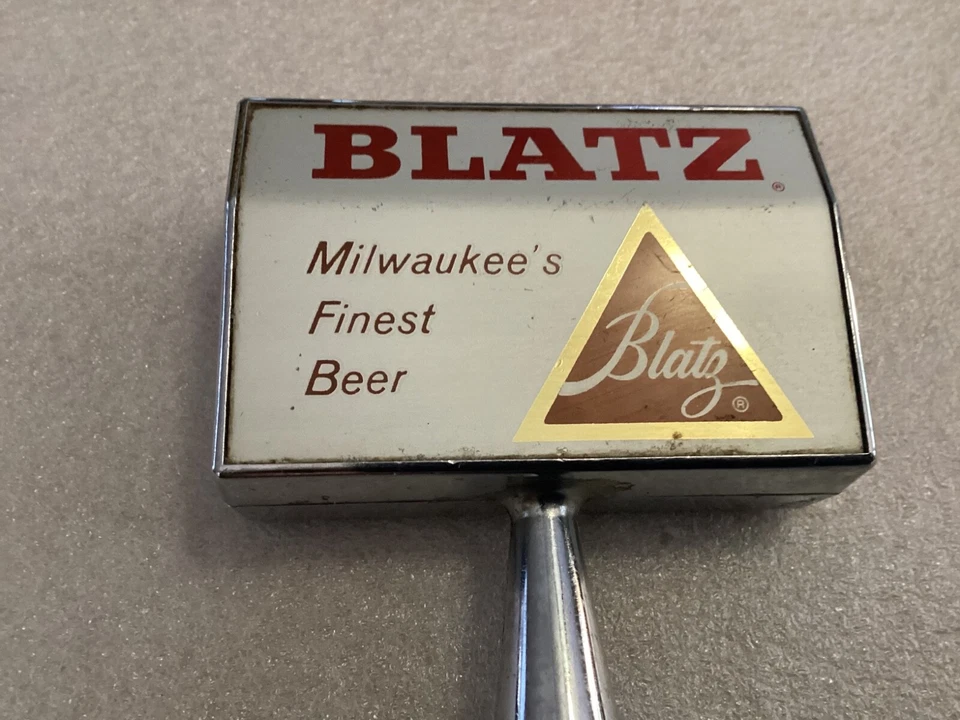 BLATZ ®
Milwaukee's
Finest
Beer
Blatz ®